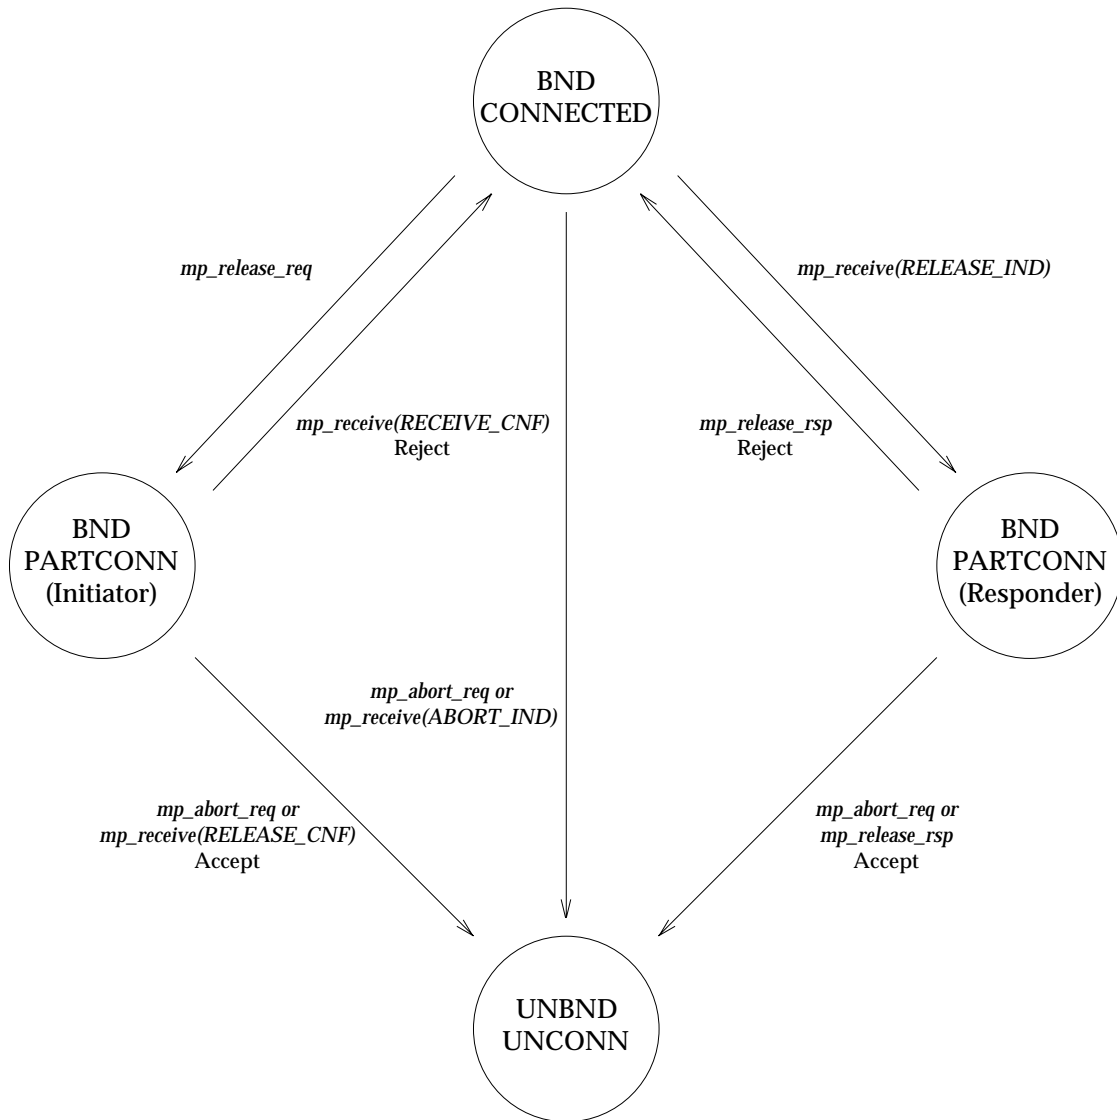 BND
CONNECTED
mp_release_req
mp_receive(RELEASE_IND)
mp_receive(RECEIVE_CNF)
Reject
mp_release_rsp
Reject
BND
PARTCONN
(Initiator)
BND
PARTCONN
(Responder)
mp_abort_req or
mp_receive(ABORT_IND)
mp_abort_req or
mp_receive(RELEASE_CNF)
Accept
mp_abort_req or
mp_release_rsp
Accept
UNBND
UNCONN